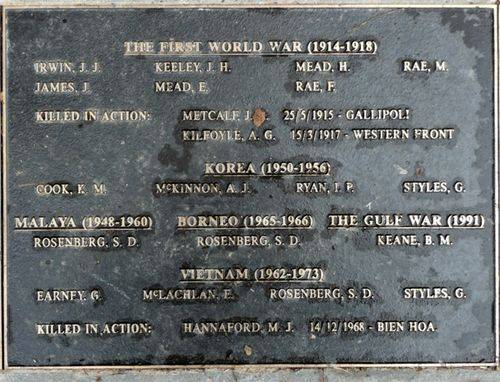 THE FIRST WORLD WAR (1914-1918)
IRWIN, J. J. KEELEY, J. H. MEAD, H. RAE, M.
JAMES, J. MEAD, E. RAE, F.
KILLED IN ACTION: METCALF, J. 25/5/1915 - GALLIPOLI
KILFOYLE, A. G. 15/3/1917 - WESTERN FRONT
KOREA (1950-1956)
COOK, K. M. McKINNON, A. J. RYAN, I. P. STYLES, G.
MALAYA (1948-1960) BORNEO (1965-1966) THE GULF WAR (1991)
ROSENBERG, S. D. ROSENBERG, S. D. KEANE, B. M.
VIETNAM (1962-1973)
EARNEY, G. McLACHLAN, E. ROSENBERG, S. D. STYLES, G.
KILLED IN ACTION: HANNAFORD, M. J. 14/12/1968 - BIEN HOA.